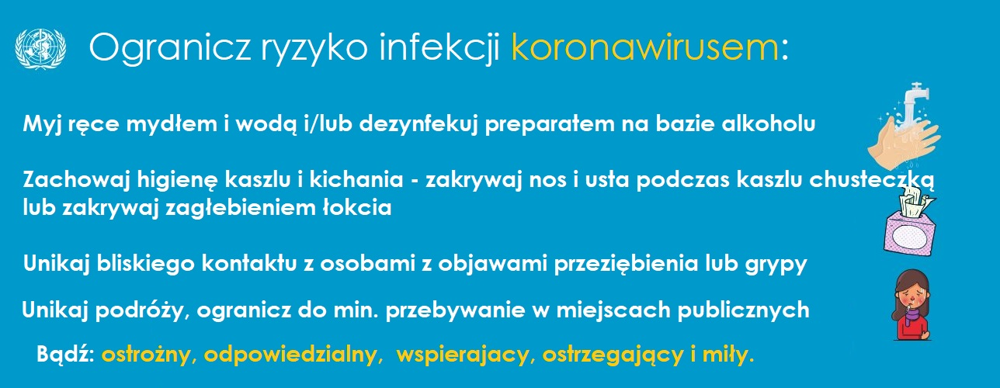 Ogranicz ryzyko infekcji koronawirusem:
Myj ręce mydłem i wodą i/lub dezynfekuj preparatem na bazie alkoholu
Zachowaj higienę kaszlu i kichania - zakrywaj nos i usta podczas kaszlu chusteczką
lub zakrywaj zagłebieniem łokcia
Unikaj bliskiego kontaktu z osobami z objawami przeziębienia lub grypy
Unikaj podróży, ogranicz do min. przebywanie w miejscach publicznych
Bądź: ostrożny, odpowiedzialny,  wspierajacy, ostrzegający i miły.